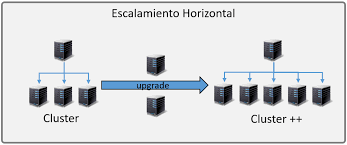 Escalamiento Horizontal
upgrade
Cluster
Cluster ++